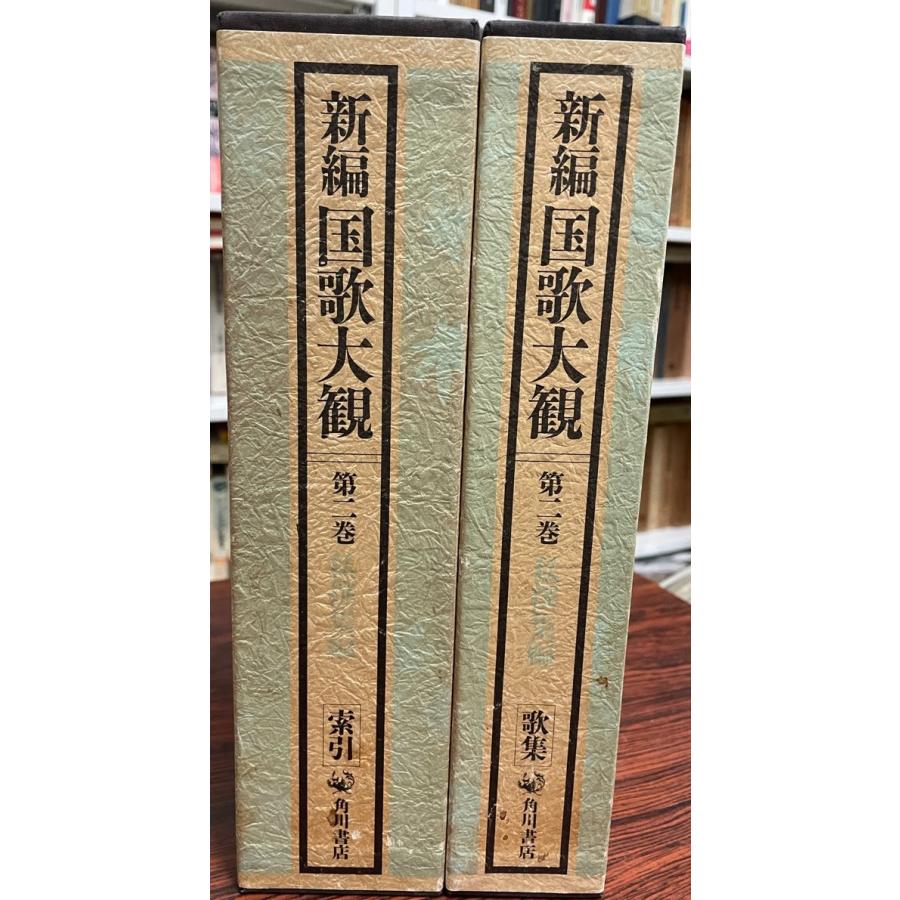 新編国歌大観
第二巻
索引
角川書店
新編国歌大観
第二巻
歌集
角川書店